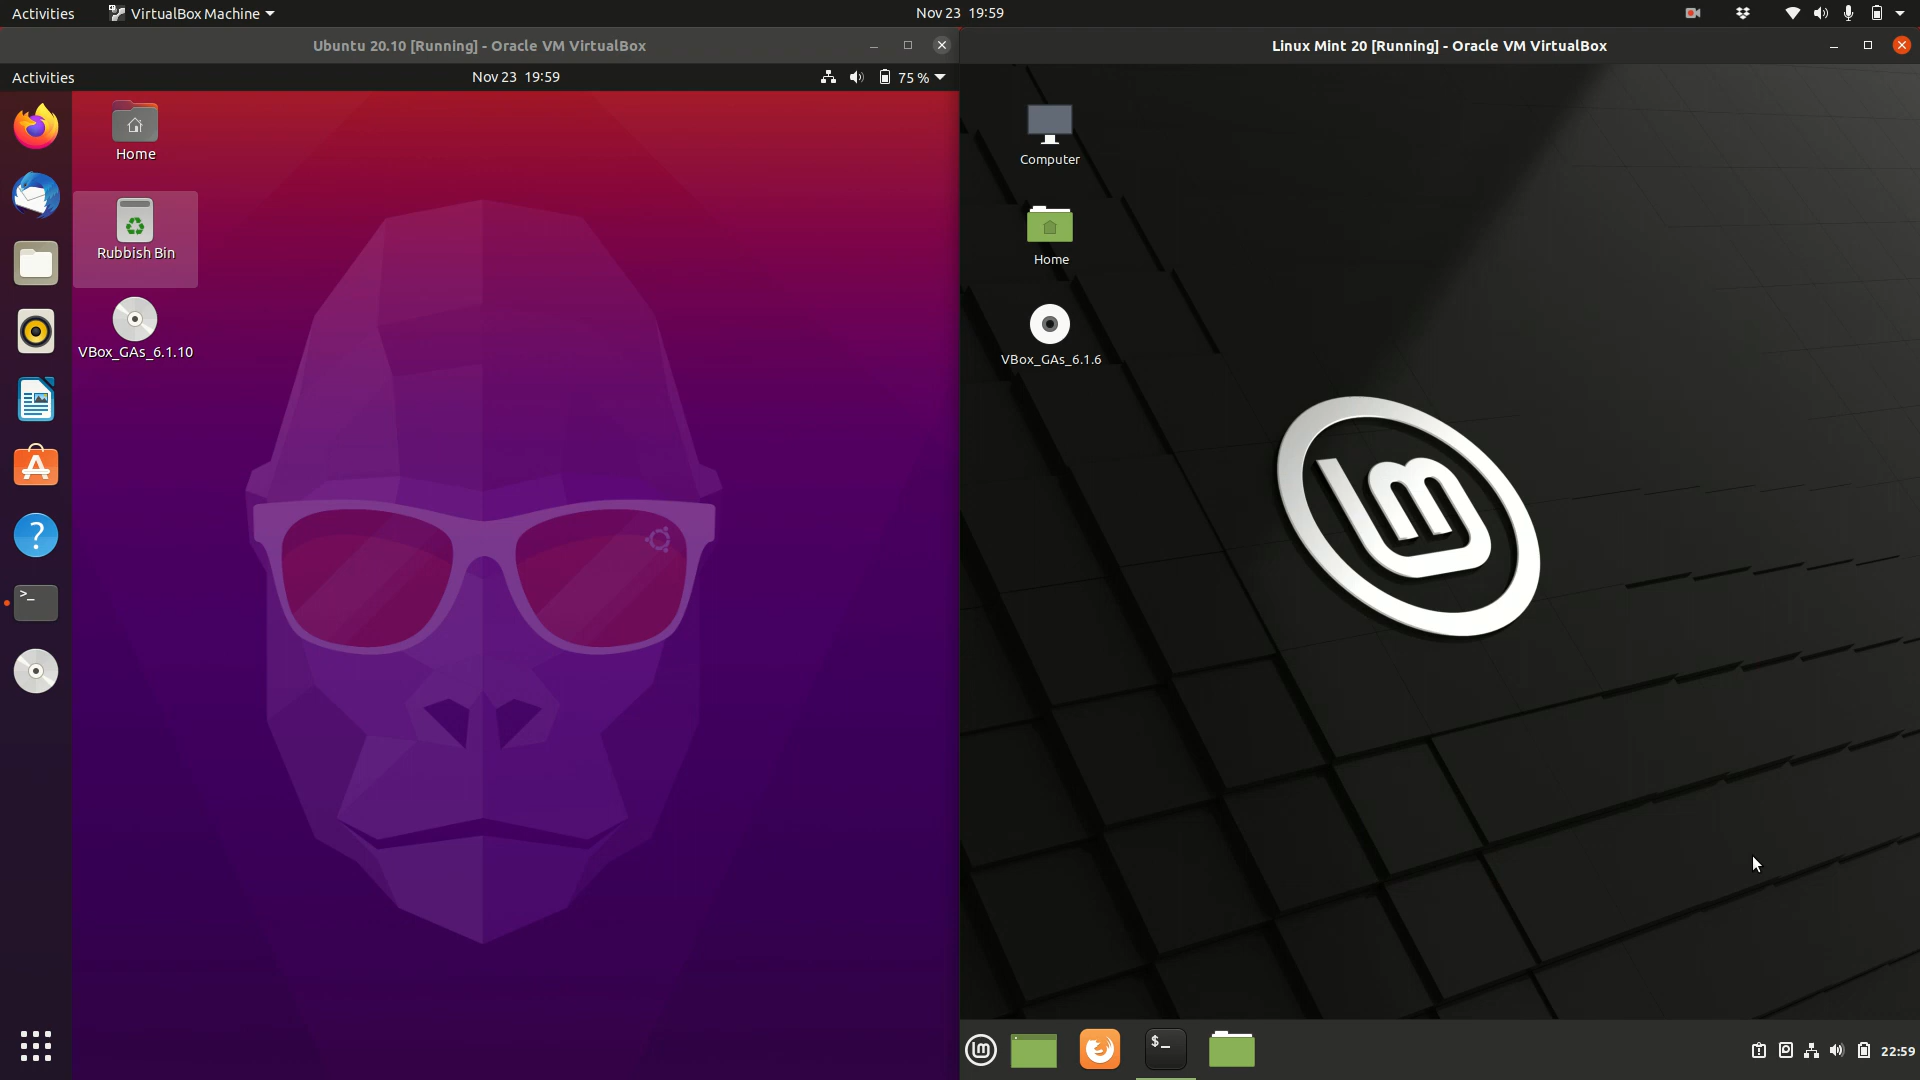 Activities
VirtualBox Machine
Nov 23 19:59
Ubuntu 20.10 [Running] - Oracle VM VirtualBox
Activities
Nov 23 19:59
75 %
Home
Rubbish Bin
VBox_GAs_6.1.10
Linux Mint 20 [Running] - Oracle VM VirtualBox
Computer
Home
VBox_GAs_6.1.6
22:59